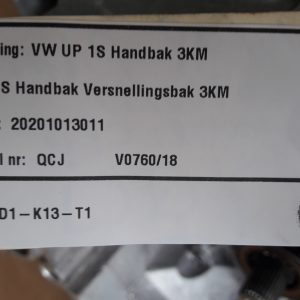 ing: VW UP 1S Handbak 3KM
S Handbak Versnellingsbak 3KM
: 20201013011
l nr: QCJ V0760/18
D1-K13-T1